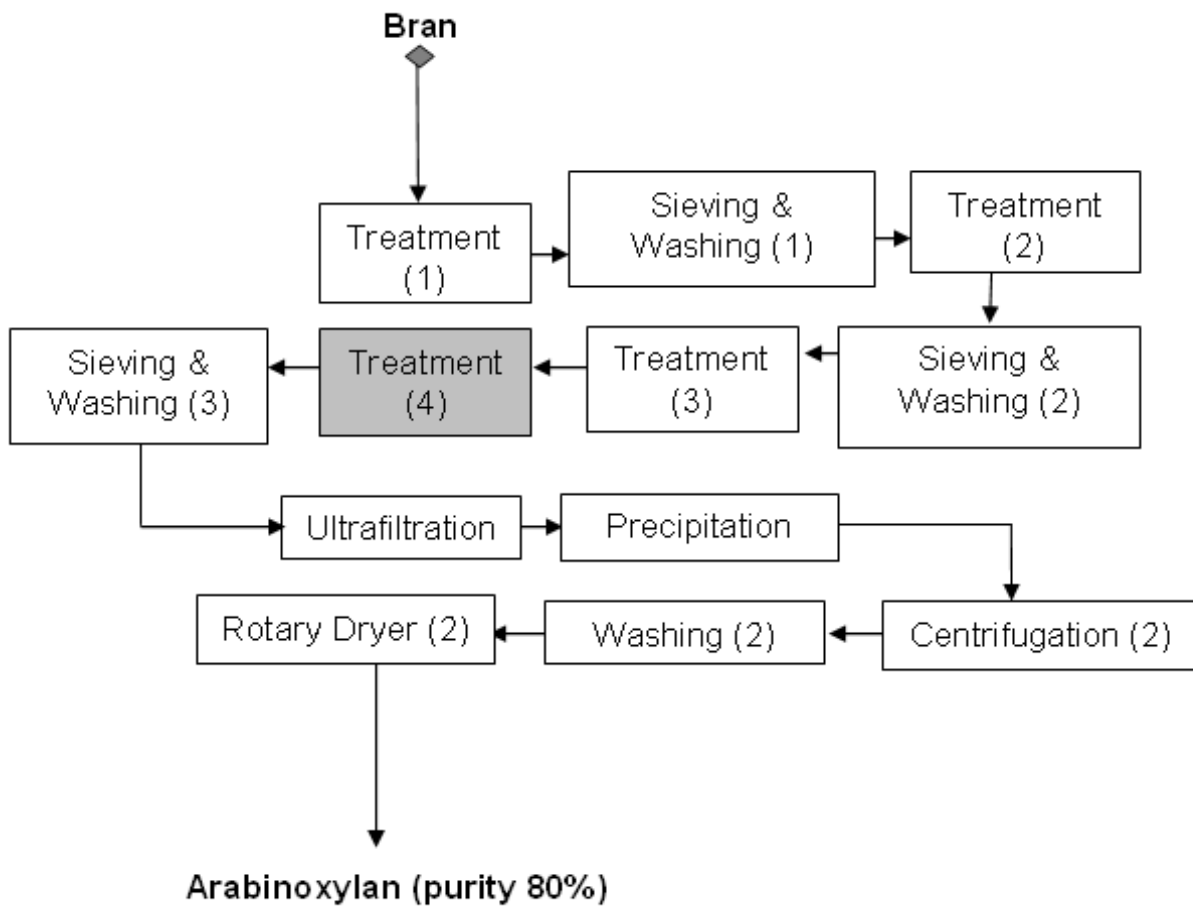 Bran
Treatment
(1)
Sieving &
Washing (1)
Treatment
(2)
Sieving &
Washing (2)
Treatment
(3)
Treatment
(4)
Sieving &
Washing (3)
Ultrafiltration
Precipitation
Centrifugation (2)
Washing (2)
Rotary Dryer (2)
Arabinoxylan (purity 80%)